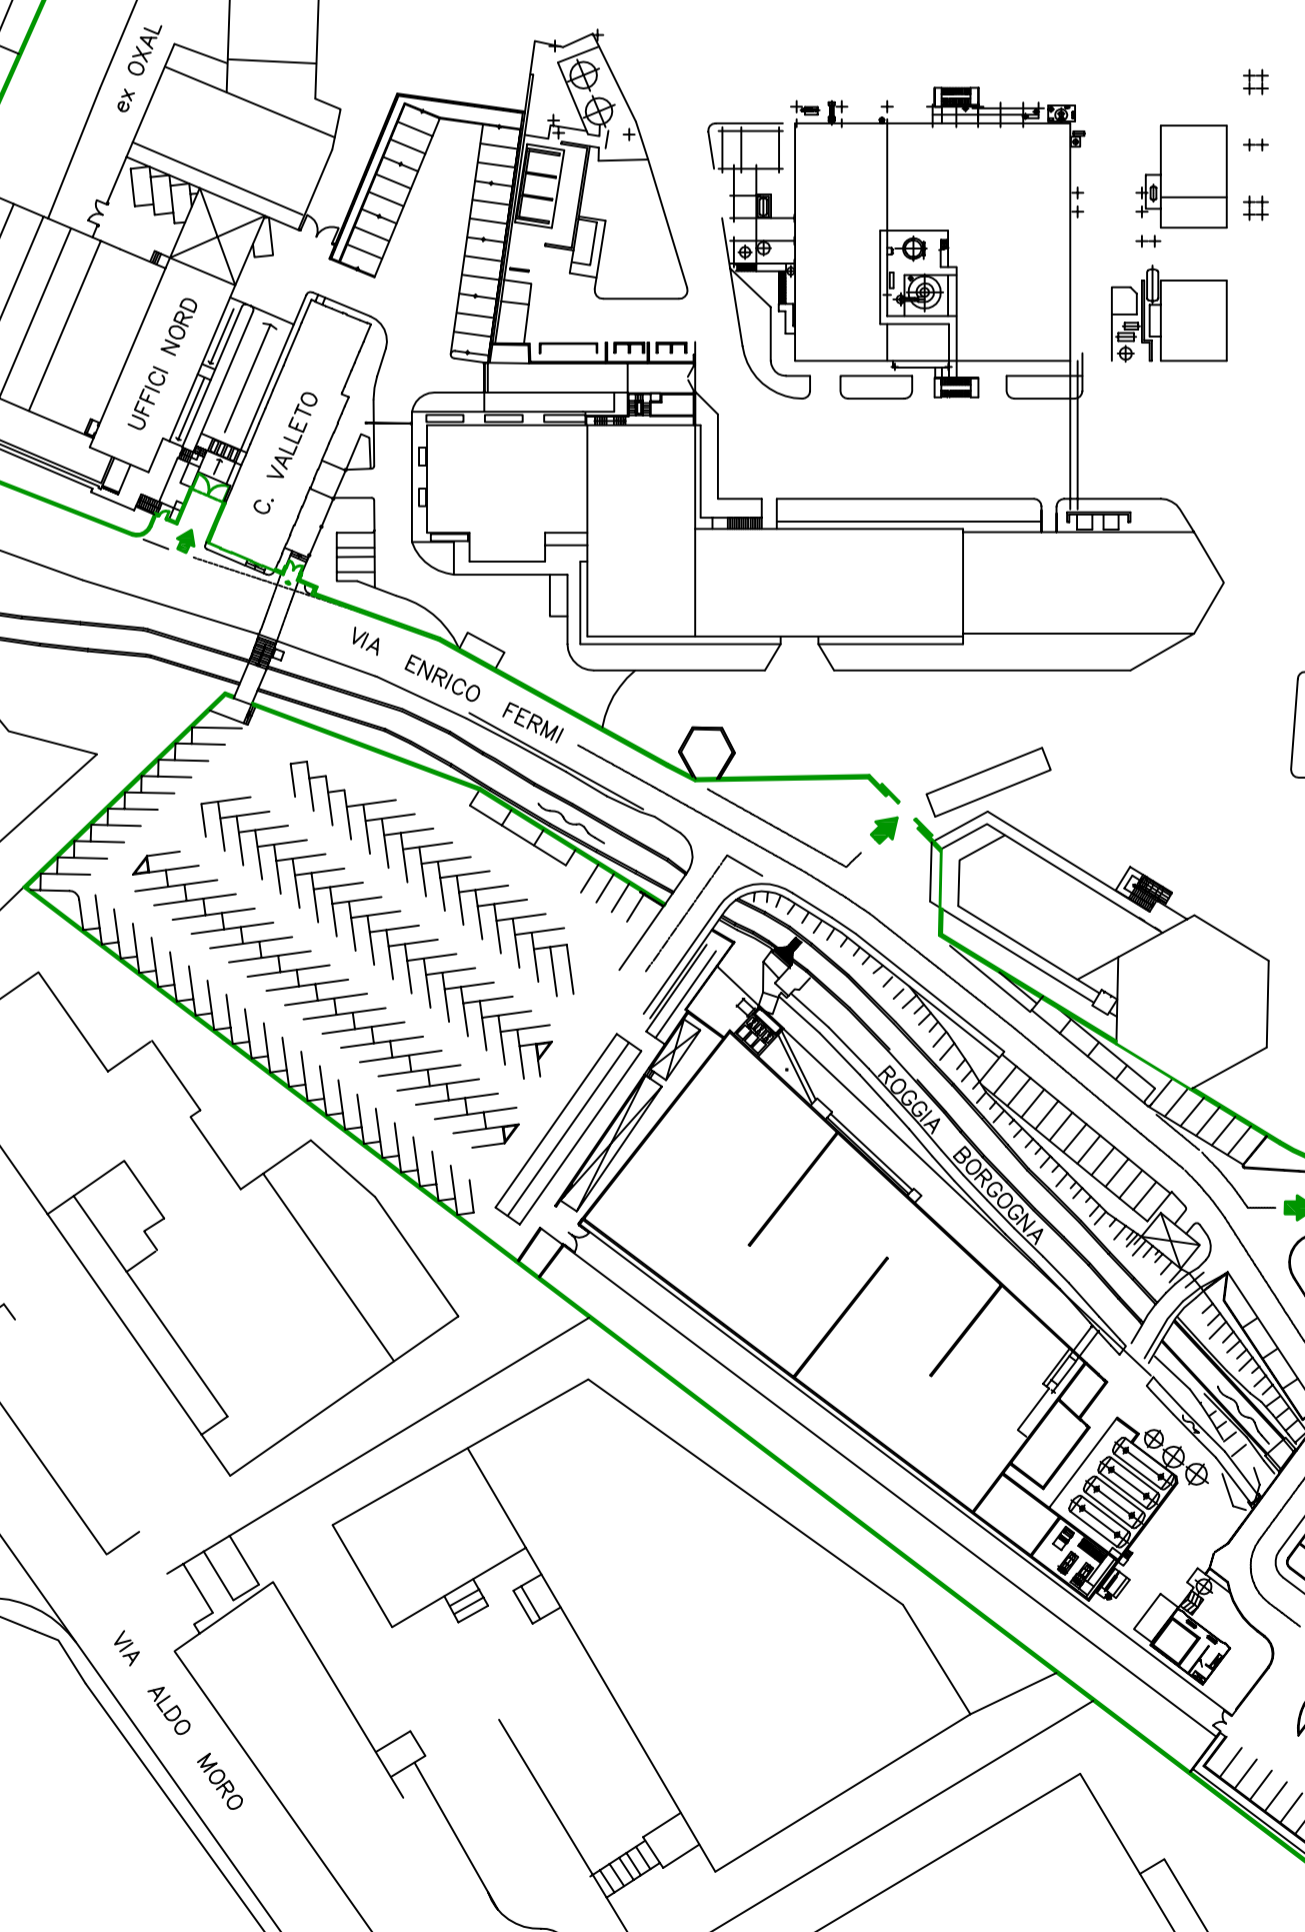 ex OXAL
UFFICI NORD
C. VALLETO
VIA ENRICO FERMI
ROGGIA BORGOGNA
VIA ALDO MORO